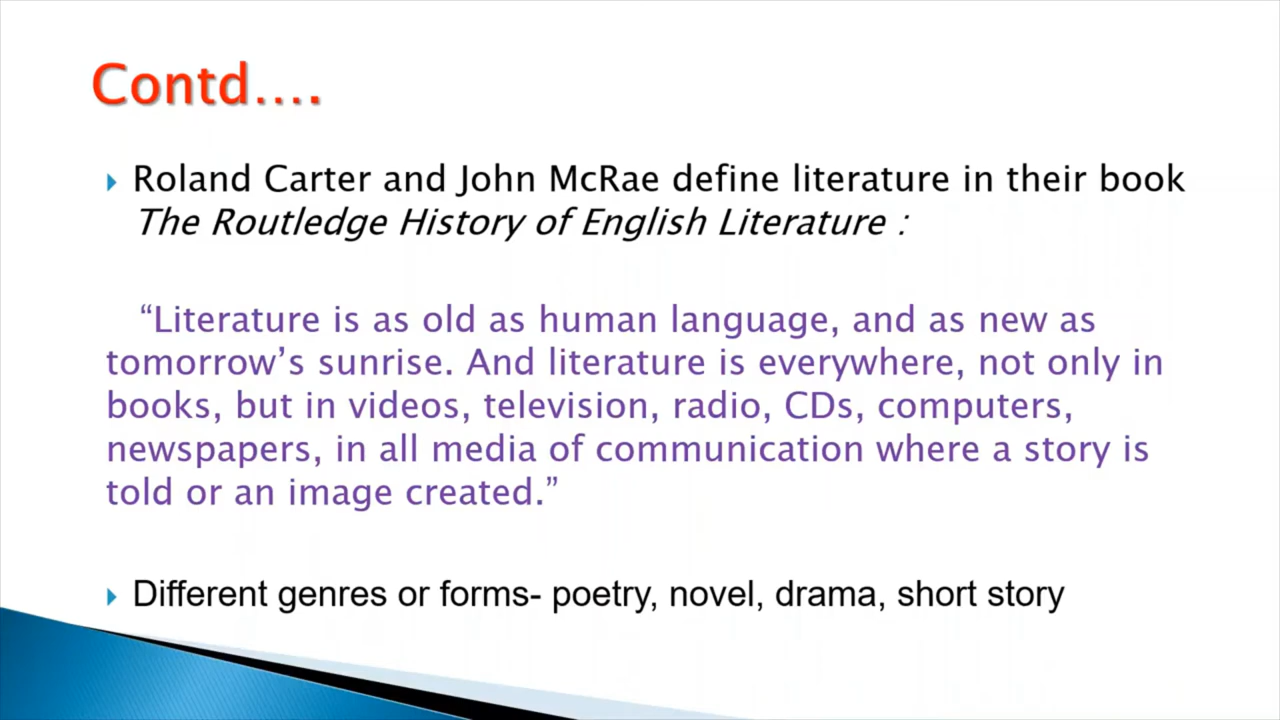 Contd....
Roland Carter and John McRae define literature in their book
The Routledge History of English Literature :
“Literature is as old as human language, and as new as
tomorrow’s sunrise. And literature is everywhere, not only in
books, but in videos, television, radio, CDs, computers,
newspapers, in all media of communication where a story is
told or an image created.”
Different genres or forms- poetry, novel, drama, short story